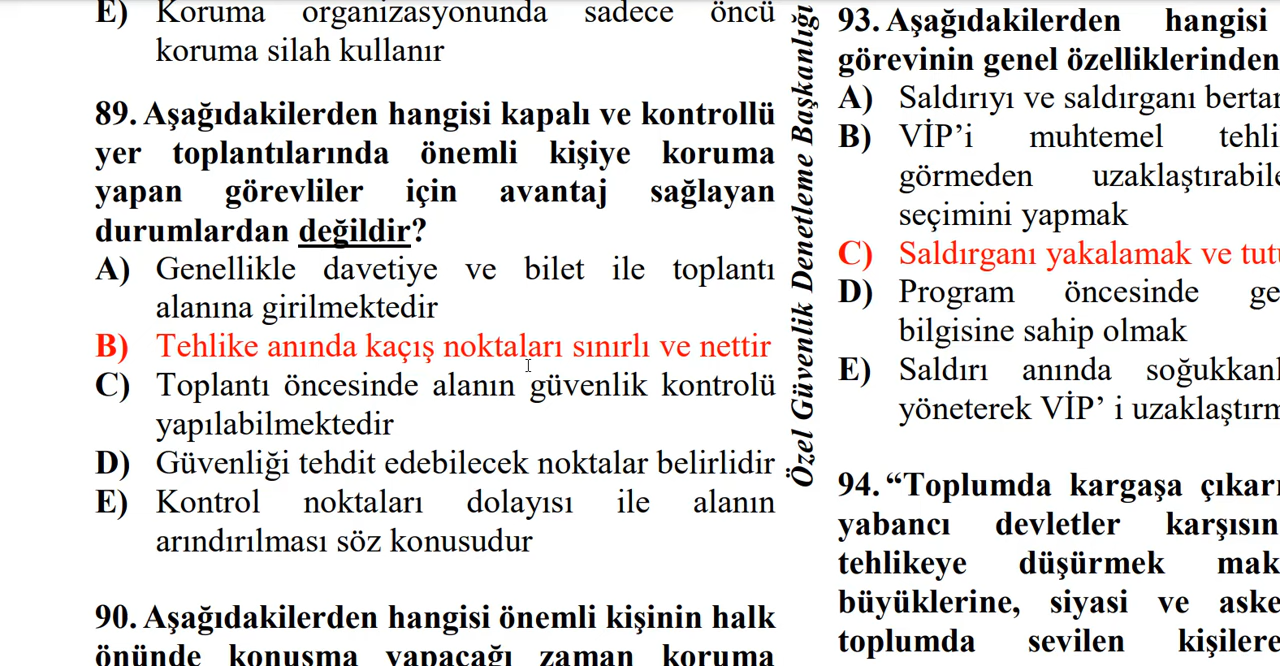 E) Koruma organizasyonunda sadece öncü
koruma silah kullanır
89. Aşağıdakilerden hangisi kapalı ve kontrollü
yer toplantılarında önemli kişiye koruma
yapan görevliler için avantaj sağlayan
durumlardan değildir?
A) Genellikle davetiye ve bilet ile toplantı
alanına girilmektedir
B) Tehlike anında kaçış noktaları sınırlı ve nettir
C) Toplantı öncesinde alanın güvenlik kontrolü
yapılabilmektedir
D) Güvenliği tehdit edebilecek noktalar belirlidir
E) Kontrol noktaları dolayısı ile alanın
arındırılması söz konusudur
90. Aşağıdakilerden hangisi önemli kişinin halk
önünde konuşma yapacağı zaman koruma
Özel Güvenlik Denetleme Başkanlığı
93. Aşağıdakilerden hangisi
görevinin genel özelliklerinden
A) Saldırıyı ve saldırganı
B) VİP’i muhtemel
görmeden
seçimini yapmak
C) Saldırganı yakalamak ve
D) Program öncesinde
bilgisine sahip olmak
E) Saldırı anında
yöneterek VİP’ i
94. “Toplumda kargaşa
yabancı devletler
tehlikeye düşürmek
büyüklerine, siyasi ve
toplumda sevilen